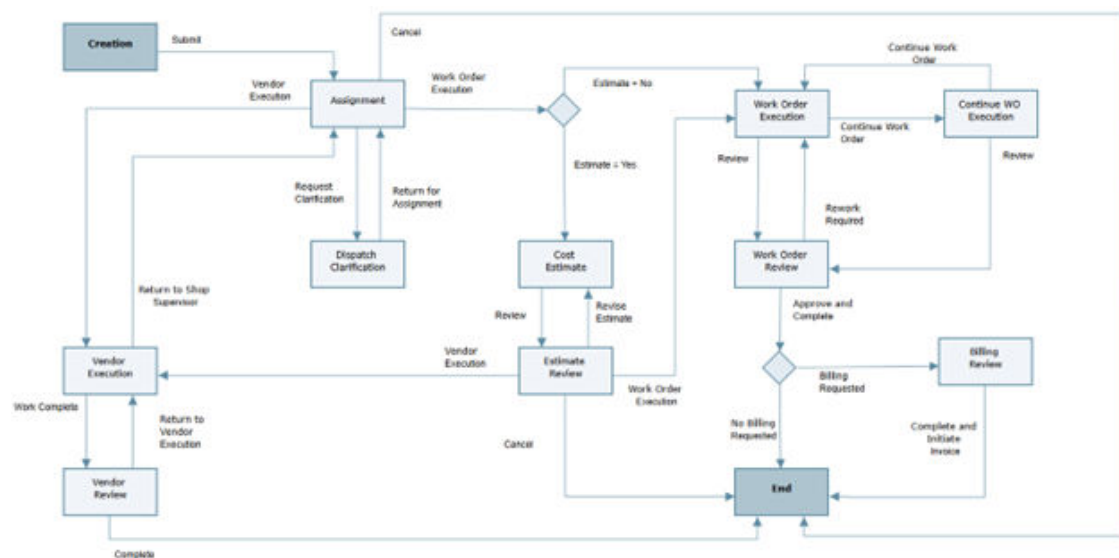 Creation
Submit
Cancel
Vendor
Execution
Assignment
Work Order
Execution
Estimate = No
Continue Work
Order
Work Order
Execution
Continue Work
Order
Continue WO
Execution
Review
Review
Estimate = Yes
Request
Clarification
Return for
Assignment
Rework
Required
Dispatch
Clarification
Cost
Estimate
Work Order
Review
Return to Shop
Supervisor
Review
Revise
Estimate
Approve and
Complete
Vendor
Execution
Vendor
Execution
Estimate
Review
Work Order
Execution
Billing
Review
Billing
Requested
Work Complete
Return to
Vendor
Execution
Cancel
No Billing
Requested
Complete and
Initiate
Invoice
Vendor
Review
End
Complete